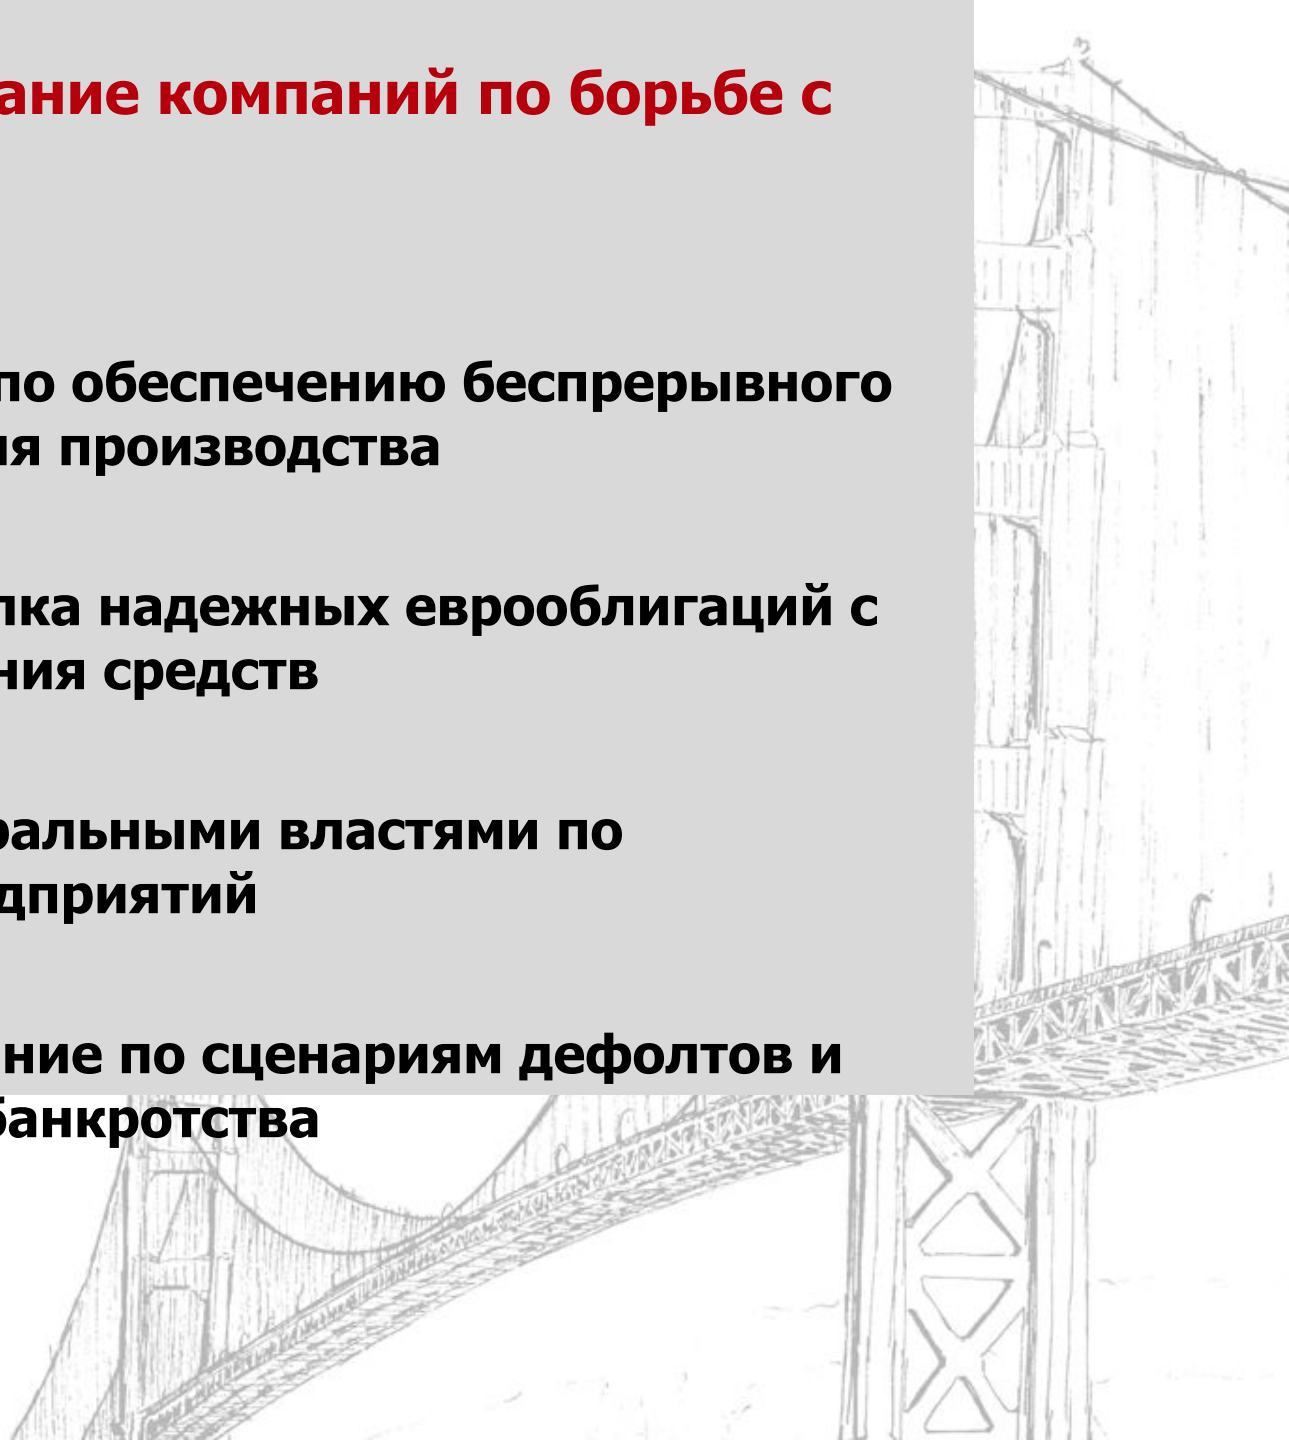 ание компаний по борьбе с
по обеспечению беспрерывного
ия производства
пка надежных еврооблигаций с
ния средств
ральными властями по
дприятий
ние по сценариям дефолтов и
банкротства